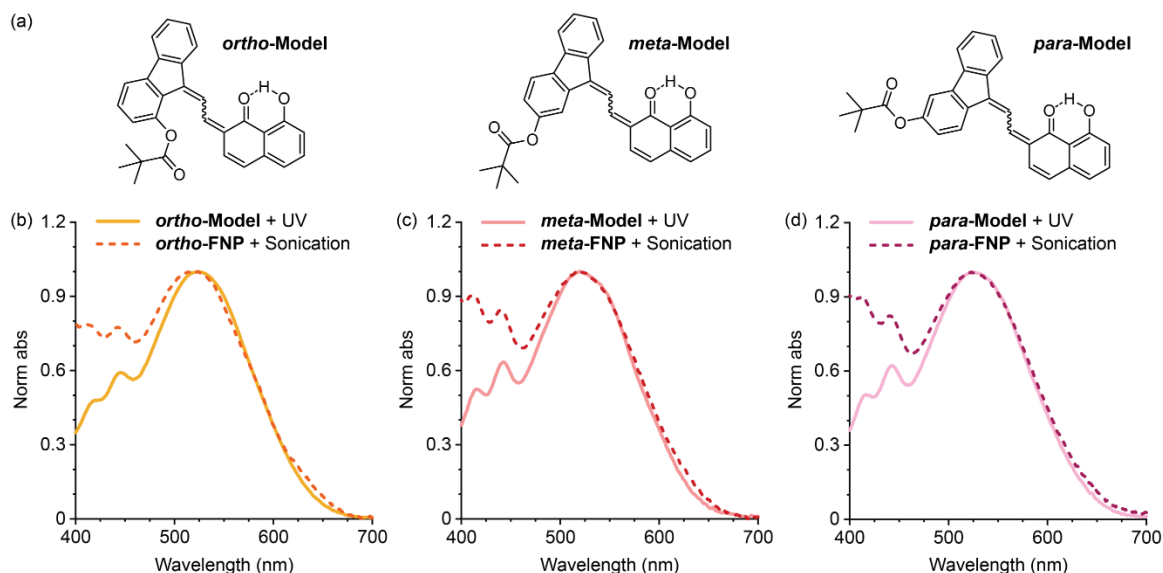 (a)
ortho-Model
meta-Model
para-Model
O H O
O
O
O H O
O
O
O H O
O
O
(b)
ortho-Model + UV
ortho-FNP + Sonication
1.2
0.9
0.6
0.3
0
Norm abs
400 500 600 700
Wavelength (nm)
(c)
meta-Model + UV
meta-FNP + Sonication
1.2
0.9
0.6
0.3
0
Norm abs
400 500 600 700
Wavelength (nm)
(d)
para-Model + UV
para-FNP + Sonication
1.2
0.9
0.6
0.3
0
Norm abs
400 500 600 700
Wavelength (nm)